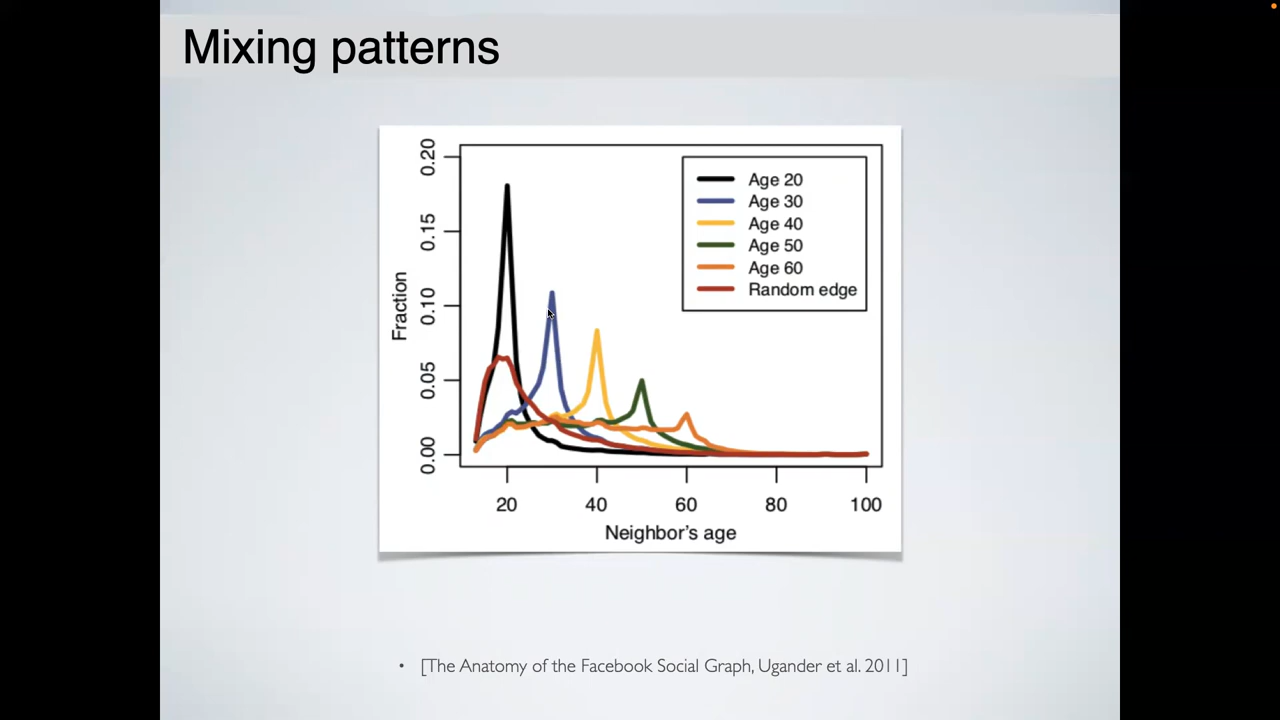 Mixing patterns
0.20
0.15
0.10
0.05
0.00
Fraction
Age 20
Age 30
Age 40
Age 50
Age 60
Random edge
20 40 60 80 100
Neighbor’s age
• [The Anatomy of the Facebook Social Graph, Ugander et al. 2011]